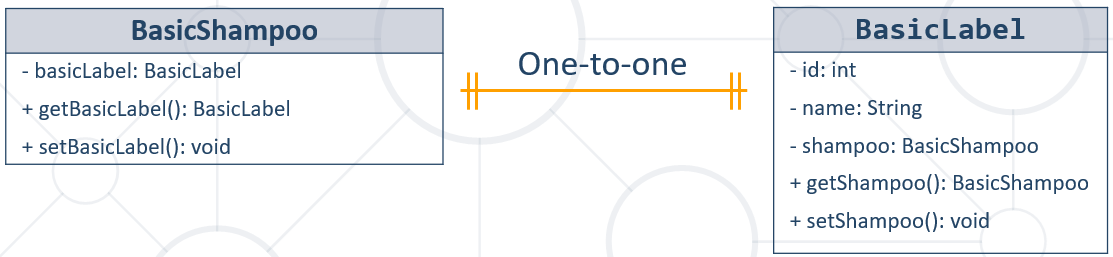 BasicShampoo
- basicLabel: BasicLabel
+ getBasicLabel(): BasicLabel
+ setBasicLabel(): void
One-to-one
BasicLabel
- id: int
- name: String
- shampoo: BasicShampoo
+ getShampoo(): BasicShampoo
+ setShampoo(): void